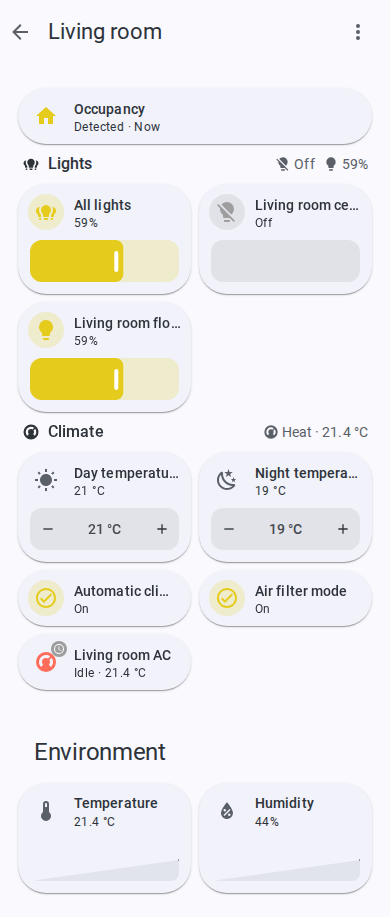 Living room
Occupancy
Detected · Now
Lights
Off
59%
All lights
59%
Living room ce...
Off
Living room flo...
59%
Climate
Heat · 21.4 °C
Day temperatu...
21 °C
Night tempera...
19 °C
− 21 °C +
− 19 °C +
Automatic cli...
On
Air filter mode
On
Living room AC
Idle · 21.4 °C
Environment
Temperature
21.4 °C
Humidity
44%